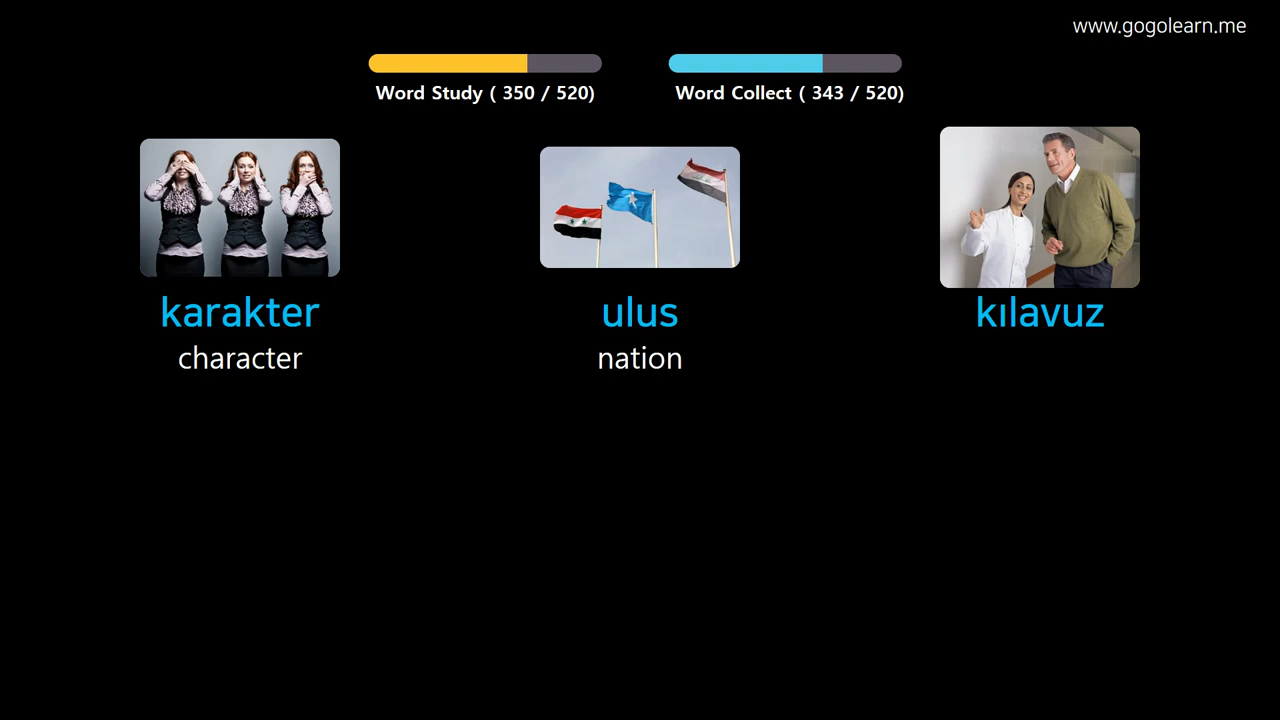 www.gogolearn.me
Word Study ( 350 / 520)
Word Collect ( 343 / 520)
karakter
character
ulus
nation
kılavuz